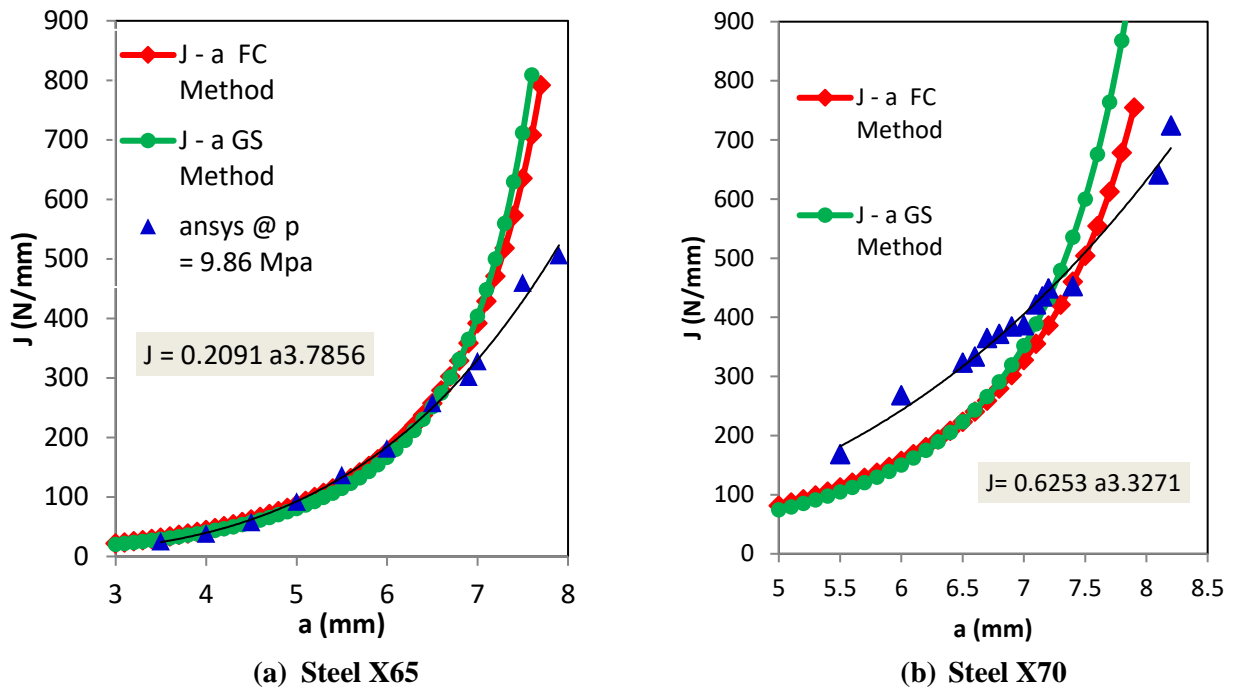 900
800
700
600
500
400
300
200
100
0
J (N/mm)
J - a  FC
Method
J - a GS
Method
ansys @ p
= 9.86 Mpa
J = 0.2091 a3.7856
3 4 5 6 7 8
a (mm)
(a) Steel X65
900
800
700
600
500
400
300
200
100
0
J (N/mm)
J - a  FC
Method
J - a GS
Method
J= 0.6253 a3.3271
5 5.5 6 6.5 7 7.5 8 8.5
a (mm)
(b) Steel X70